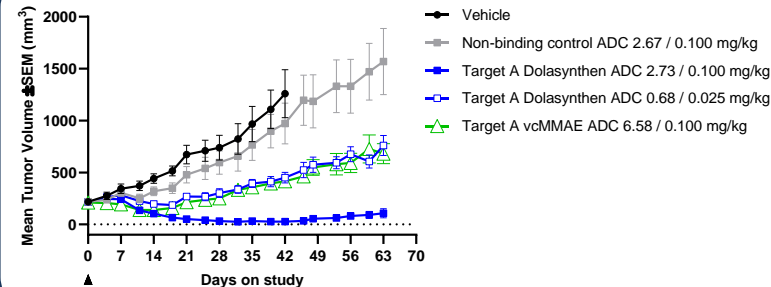 Mean Tumor Volume ±SEM (mm³)
2000
1500
1000
500
0
0 7 14 21 28 35 42 49 56 63 70
Days on study
Vehicle
Non-binding control ADC 2.67 / 0.100 mg/kg
Target A Dolasynthen ADC 2.73 / 0.100 mg/kg
Target A Dolasynthen ADC 0.68 / 0.025 mg/kg
Target A vcMMAE ADC 6.58 / 0.100 mg/kg